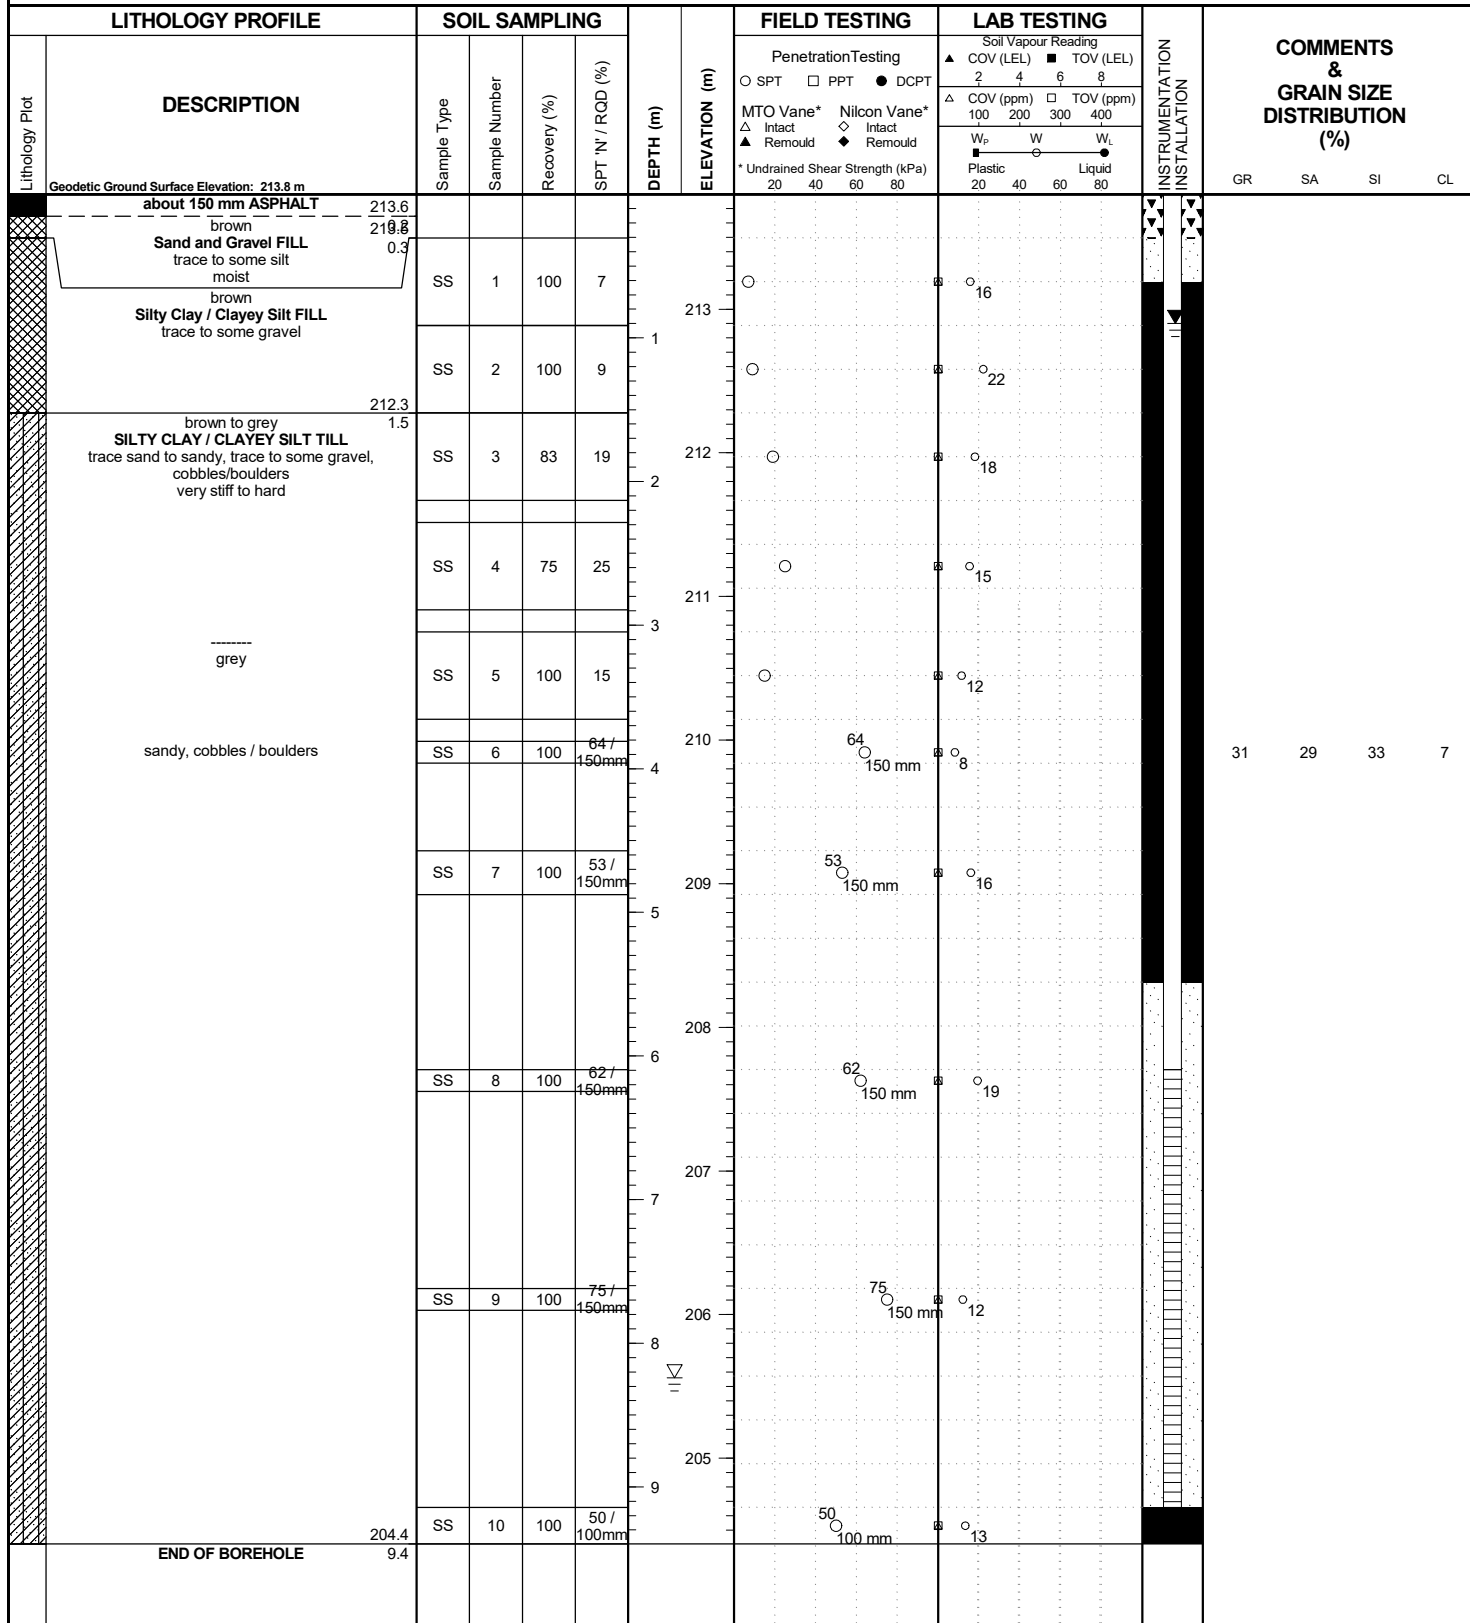 LITHOLOGY PROFILE
SOIL SAMPLING
FIELD TESTING
LAB TESTING
Lithology Plot
DESCRIPTION
Geodetic Ground Surface Elevation: 213.8 m
Sample Type
Sample Number
Recovery (%)
SPT 'N' / RQD (%)
DEPTH (m)
ELEVATION (m)
PenetrationTesting
SPT PPT DCPT
MTO Vane* Nilcon Vane*
Intact Intact
Remould Remould
* Undrained Shear Strength (kPa)
20 40 60 80
Soil Vapour Reading
COV (LEL) TOV (LEL)
2 4 6 8
COV (ppm) TOV (ppm)
100 200 300 400
WP W WL
Plastic Liquid
20 40 60 80
INSTRUMENTATION
INSTALLATION
COMMENTS
&
GRAIN SIZE
DISTRIBUTION
(%)
GR SA SI CL
about 150 mm ASPHALT 213.6
brown 0.2
213.5
Sand and Gravel FILL 0.3
trace to some silt
moist
SS 1 100 7 16
brown
Silty Clay / Clayey Silt FILL 213
trace to some gravel
1
SS 2 100 9 22
212.3
brown to grey 1.5
SILTY CLAY / CLAYEY SILT TILL
trace sand to sandy, trace to some gravel,
cobbles/boulders
very stiff to hard
SS 3 83 19 212 18
2
SS 4 75 25 15
211
3
--------
grey
SS 5 100 15 12
210
sandy, cobbles / boulders
SS 6 100 64 / 150mm 64 150 mm 8 31 29 33 7
4
SS 7 100 53 / 150mm 53 150 mm 16
209
5
208
6
SS 8 100 62 / 150mm 62 150 mm 19
207
7
SS 9 100 75 / 150mm 75 150 mm 12
206
8
205
9
SS 10 100 50 / 100mm 50 100 mm 13
204.4
END OF BOREHOLE 9.4